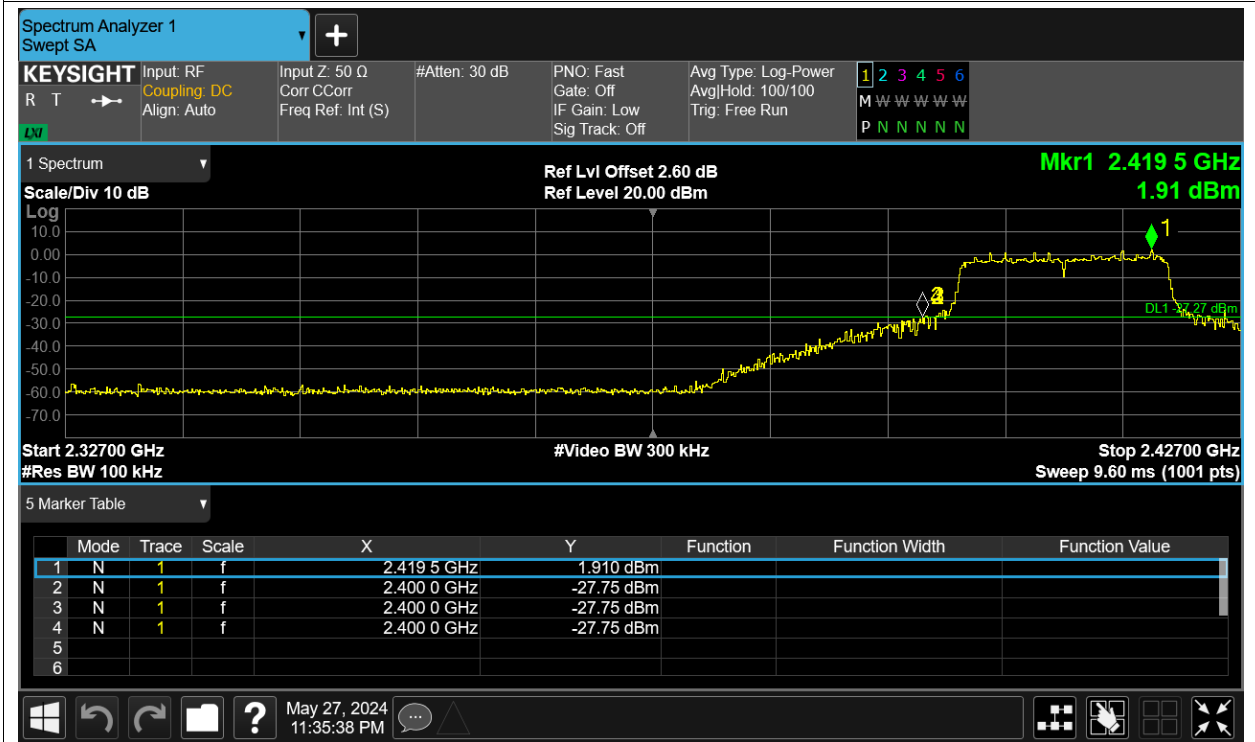 Spectrum Analyzer 1
Swept SA
+
KEYSIGHT Input: RF Input Z: 50 Ω #Atten: 30 dB PNO: Fast Avg Type: Log-Power 1 2 3 4 5 6
R T Coupling: DC Corr CCorr Gate: Off Avg|Hold: 100/100 M W W W W W
Align: Auto Freq Ref: Int (S) IF Gain: Low Trig: Free Run
LXI Sig Track: Off P N N N N N
1 Spectrum
Ref Lvl Offset 2.60 dB
Mkr1 2.419 5 GHz
Scale/Div 10 dB Ref Level 20.00 dBm 1.91 dBm
Log
10.0
1
0.00
-10.0
-20.0
DL1 -27.27 dBm
-30.0
-40.0
-50.0
-60.0
-70.0
Start 2.32700 GHz #Video BW 300 kHz Stop 2.42700 GHz
#Res BW 100 kHz Sweep 9.60 ms (1001 pts)
5 Marker Table
Mode Trace Scale X Y Function Function Width Function Value
1 N 1 f 2.419 5 GHz 1.910 dBm
2 N 1 f 2.400 0 GHz -27.75 dBm
3 N 1 f 2.400 0 GHz -27.75 dBm
4 N 1 f 2.400 0 GHz -27.75 dBm
5
6
? May 27, 2024
11:35:38 PM